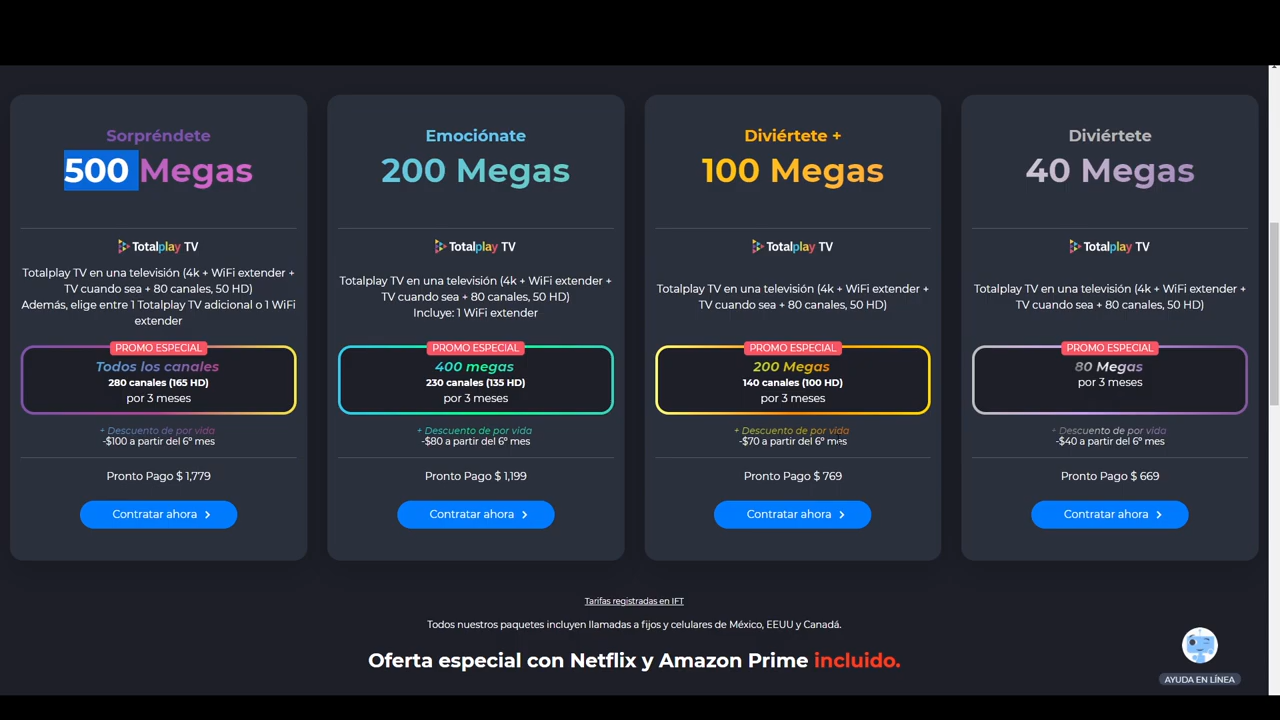 Sorpréndete
500 Megas
Totalplay TV
Totalplay TV en una televisión (4k + WiFi extender +
TV cuando sea + 80 canales, 50 HD)
Además, elige entre 1 Totalplay TV adicional o 1 WiFi
extender
PROMO ESPECIAL
Todos los canales
280 canales (165 HD)
por 3 meses
+ Descuento de por vida
-$100 a partir del 6º mes
Pronto Pago $ 1,779
Contratar ahora
Emociónate
200 Megas
Totalplay TV
Totalplay TV en una televisión (4k + WiFi extender +
TV cuando sea + 80 canales, 50 HD)
Incluye: 1 WiFi extender
PROMO ESPECIAL
400 megas
230 canales (135 HD)
por 3 meses
+ Descuento de por vida
-$80 a partir del 6º mes
Pronto Pago $ 1,199
Contratar ahora
Diviértete +
100 Megas
Totalplay TV
Totalplay TV en una televisión (4k + WiFi extender +
TV cuando sea + 80 canales, 50 HD)
PROMO ESPECIAL
200 Megas
140 canales (100 HD)
por 3 meses
+ Descuento de por vida
-$70 a partir del 6º mes
Pronto Pago $ 769
Contratar ahora
Diviértete
40 Megas
Totalplay TV
Totalplay TV en una televisión (4k + WiFi extender +
TV cuando sea + 80 canales, 50 HD)
PROMO ESPECIAL
80 Megas
por 3 meses
+ Descuento de por vida
-$40 a partir del 6º mes
Pronto Pago $ 669
Contratar ahora
Tarifas registradas en IFT
Todos nuestros paquetes incluyen llamadas a fijos y celulares de México, EEUU y Canadá.
Oferta especial con Netflix y Amazon Prime incluido.
AYUDA EN LÍNEA